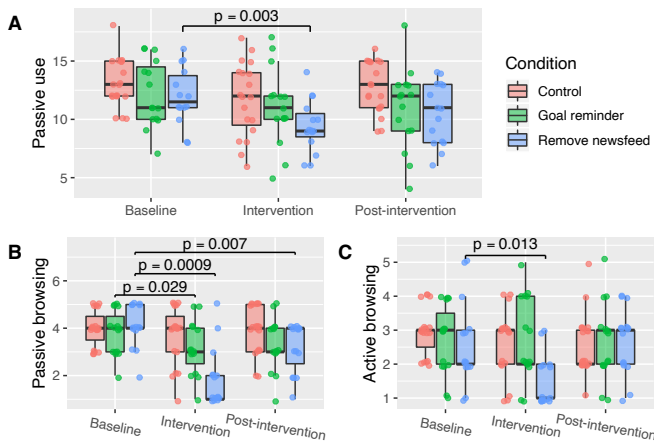 A
p = 0.003
Passive use
15
10
5
Baseline
Intervention
Post-intervention
Condition
Control
Goal reminder
Remove newsfeed
B
p = 0.007
p = 0.0009
p = 0.029
Passive browsing
6
4
2
Baseline
Intervention
Post-intervention
C
p = 0.013
Active browsing
5
4
3
2
1
Baseline
Intervention
Post-intervention